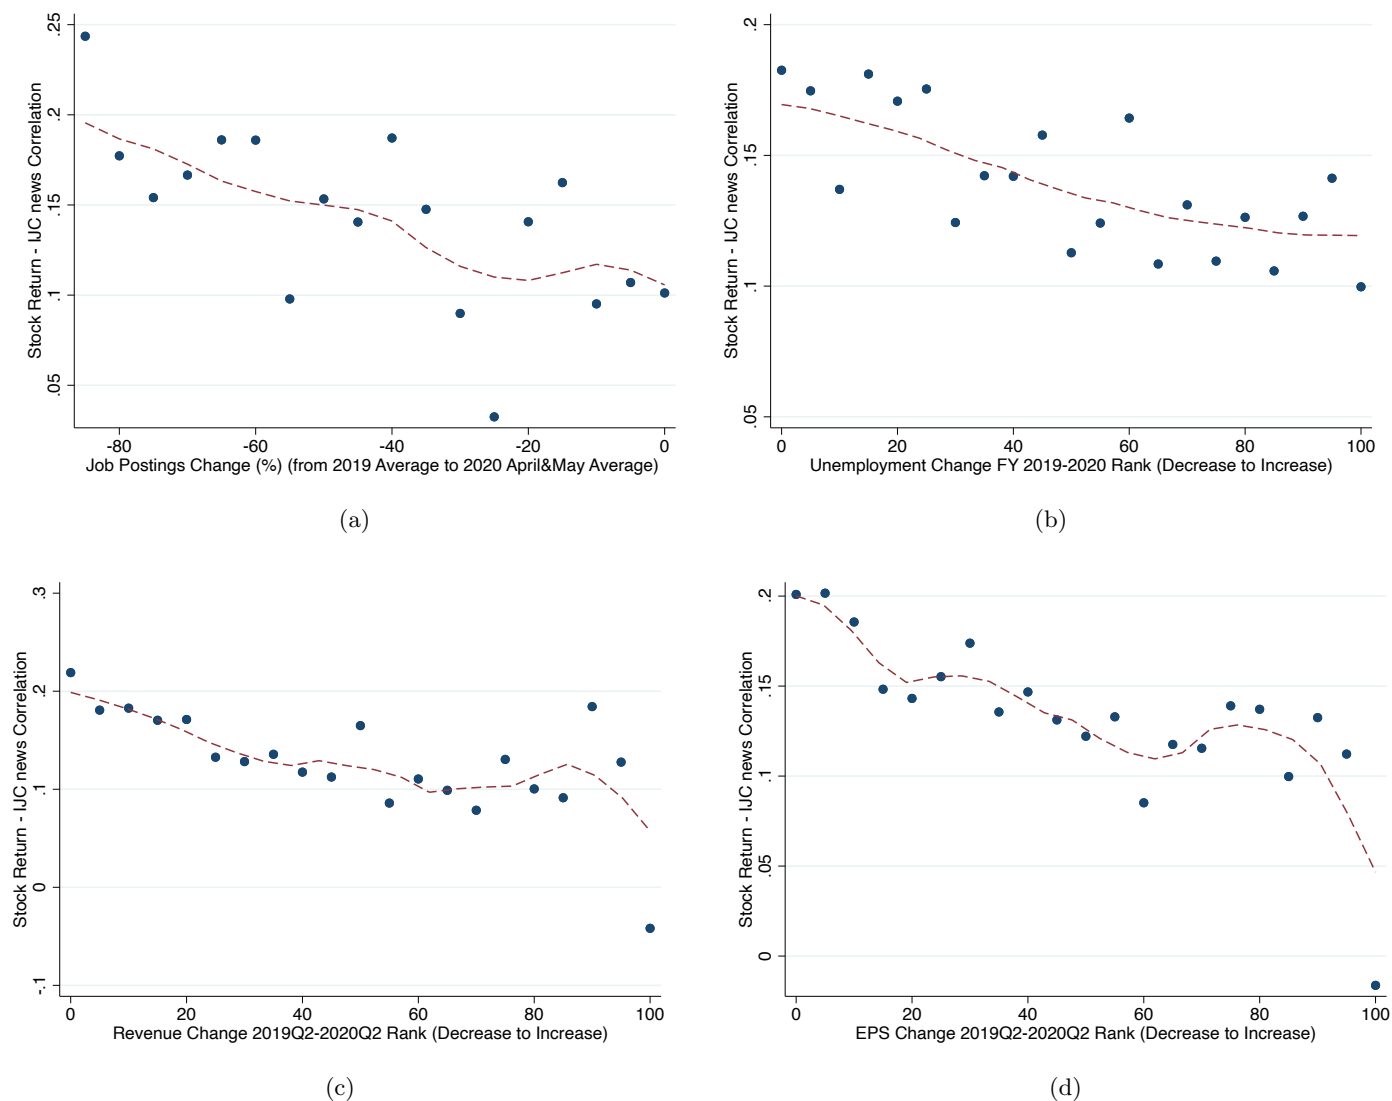 Stock Return - IJC news Correlation
.25
.2
.15
.1
.05
-80 -60 -40 -20 0
Job Postings Change (%) (from 2019 Average to 2020 April&May Average)
(a)
Stock Return - IJC news Correlation
.2
.15
.1
.05
0 20 40 60 80 100
Unemployment Change FY 2019-2020 Rank (Decrease to Increase)
(b)
Stock Return - IJC news Correlation
.3
.2
.1
0
-.1
0 20 40 60 80 100
Revenue Change 2019Q2-2020Q2 Rank (Decrease to Increase)
(c)
Stock Return - IJC news Correlation
.2
.15
.1
.05
0
0 20 40 60 80 100
EPS Change 2019Q2-2020Q2 Rank (Decrease to Increase)
(d)